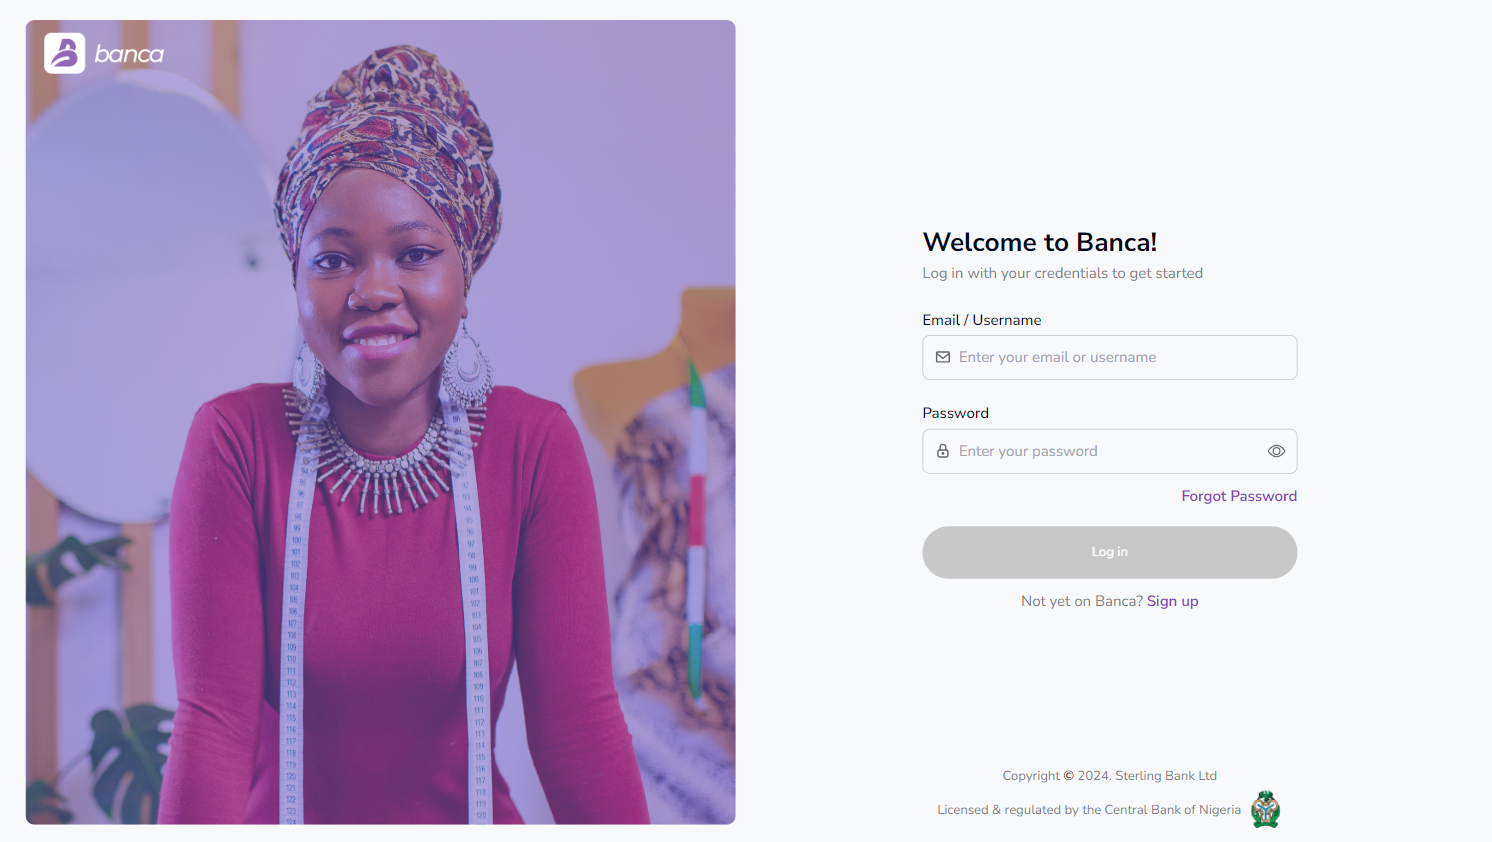 banca
Welcome to Banca!
Log in with your credentials to get started
Email / Username
Enter your email or username
Password
Enter your password
Forgot Password
Log in
Not yet on Banca? Sign up
Copyright © 2024. Sterling Bank Ltd
Licensed & regulated by the Central Bank of Nigeria